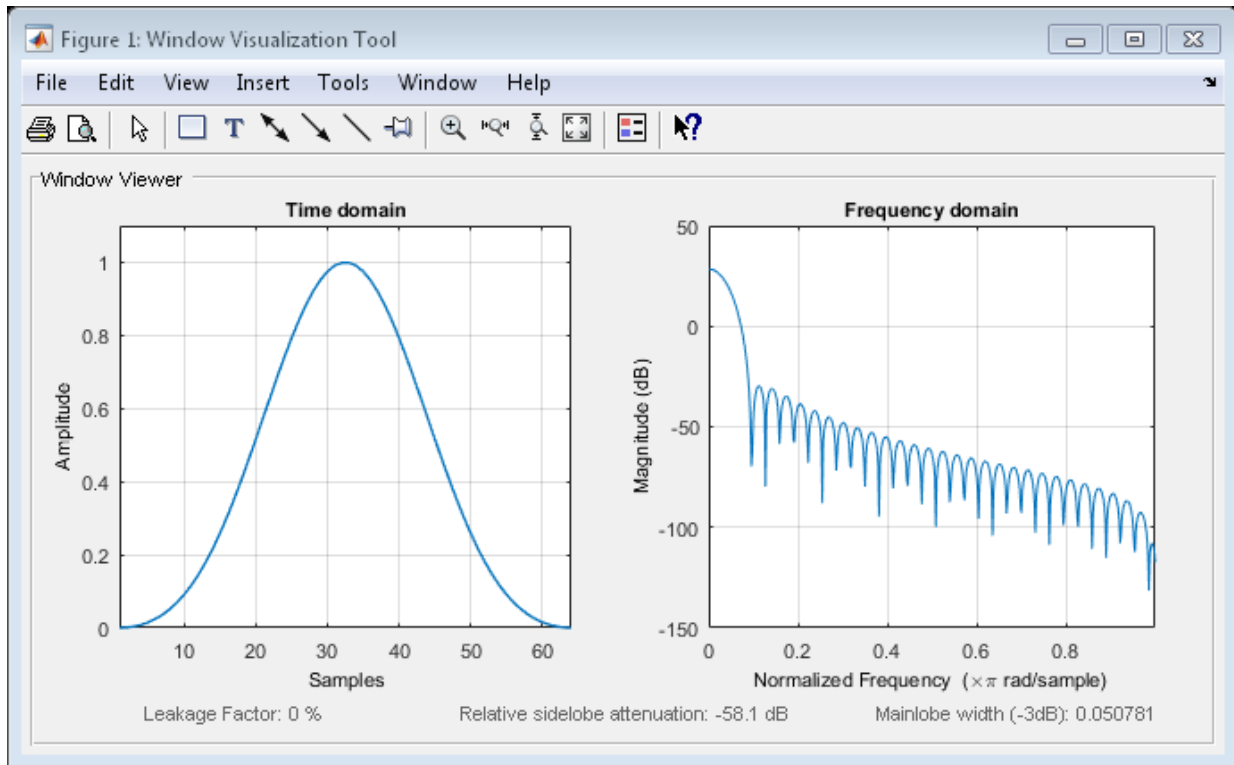 Figure 1: Window Visualization Tool
File Edit View Insert Tools Window Help
T
?
Window Viewer
Time domain
1
0.8
0.6
0.4
0.2
0
Amplitude
10 20 30 40 50 60
Samples
Frequency domain
50
0
-50
-100
-150
Magnitude (dB)
0 0.2 0.4 0.6 0.8
Normalized Frequency (×π rad/sample)
Leakage Factor: 0 % Relative sidelobe attenuation: -58.1 dB Mainlobe width (-3dB): 0.050781